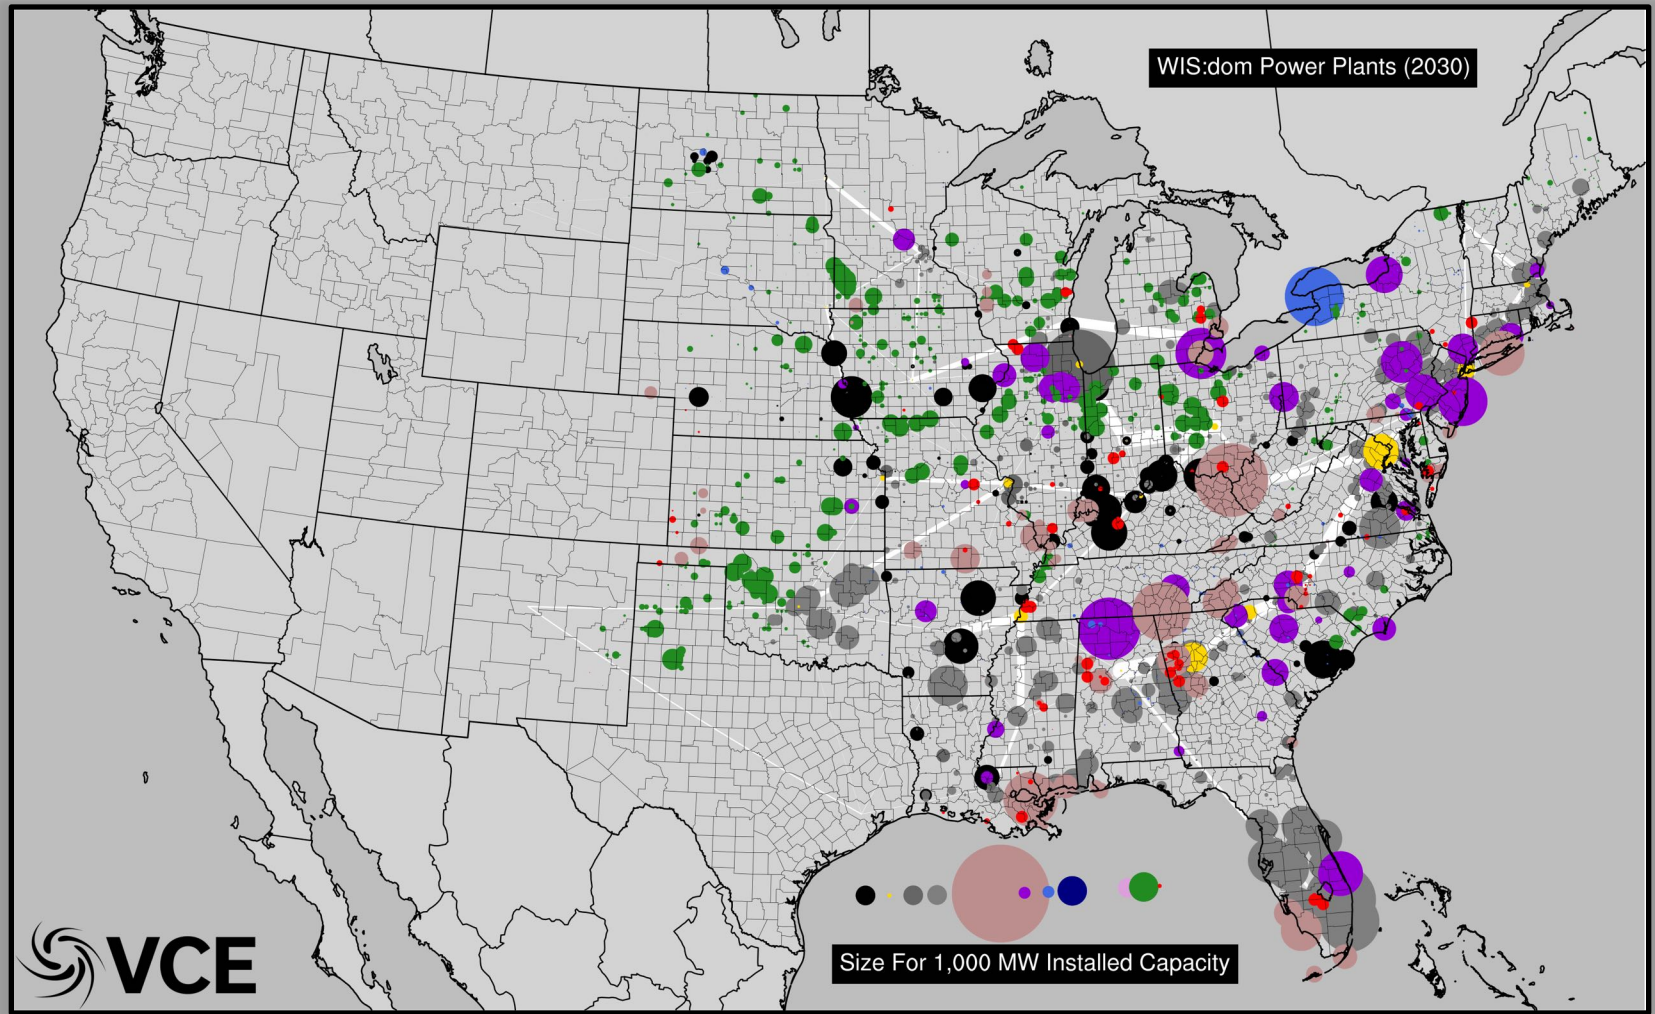 WIS:dom Power Plants (2030)
VCE
Size For 1,000 MW Installed Capacity